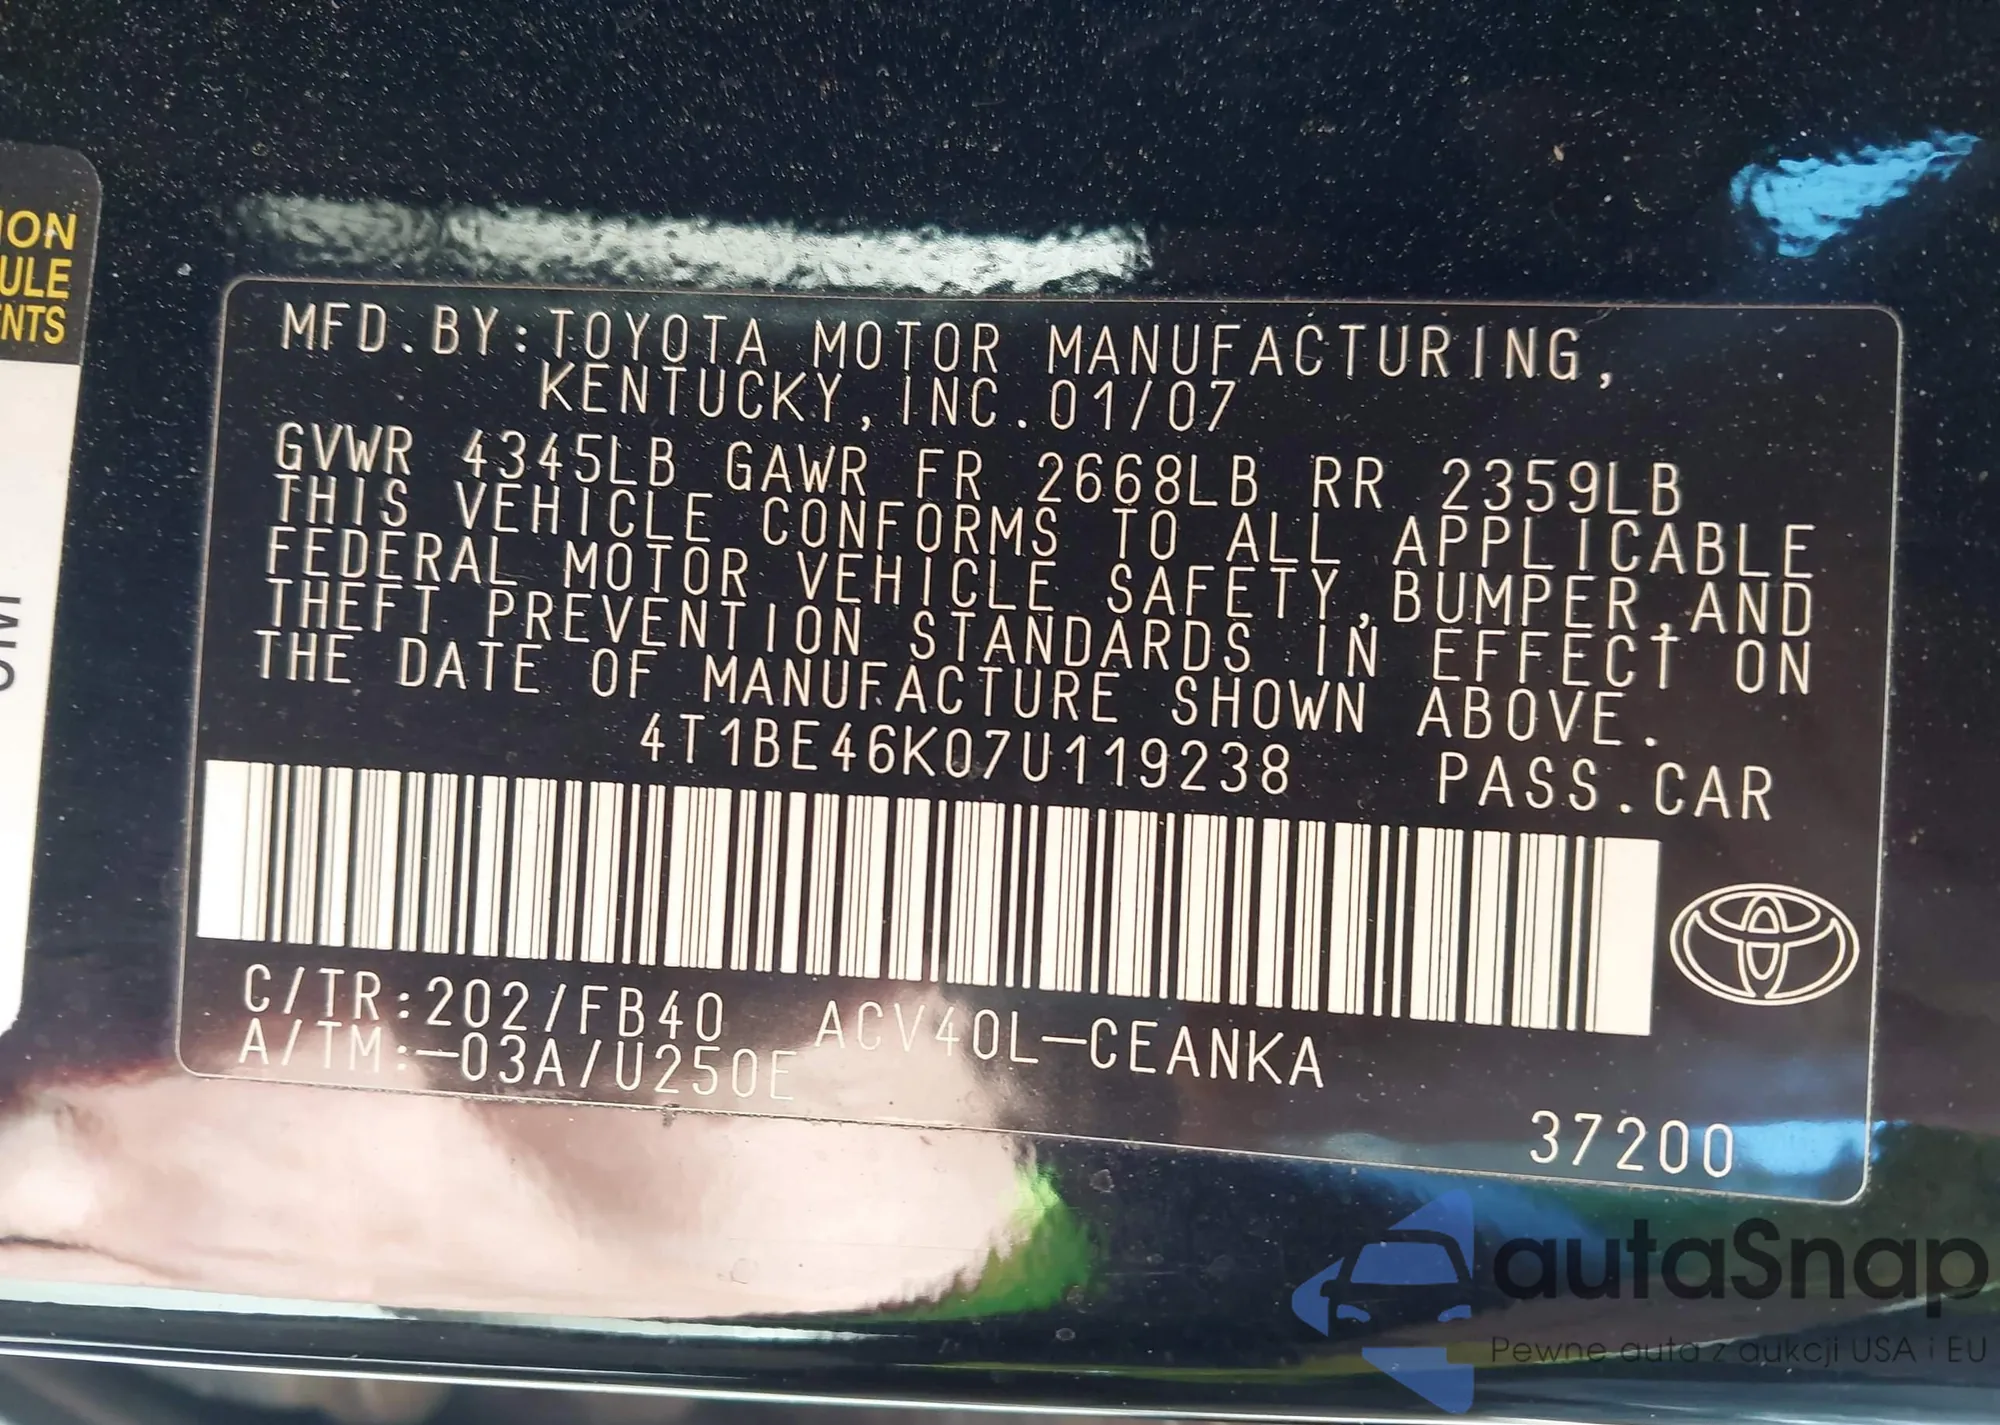 ION
ULE
ENTS
MFD.BY:TOYOTA MOTOR MANUFACTURING,
KENTUCKY, INC.01/07
GVWR 4345LB GAWR FR 2668LB RR 2359LB
THIS VEHICLE CONFORMS TO ALL APPLICABLE
FEDERAL MOTOR VEHICLE SAFETY,BUMPER,AND
THEFT PREVENTION STANDARDS IN EFFECT ON
THE DATE OF MANUFACTURE SHOWN ABOVE.
4T1BE46K07U119238 PASS.CAR
C/TR:202/FB40 ACV40L-CEANKA
A/TM:-03A/U250E
37200
autaSnap
Pewne auta z aukcji USA i EU